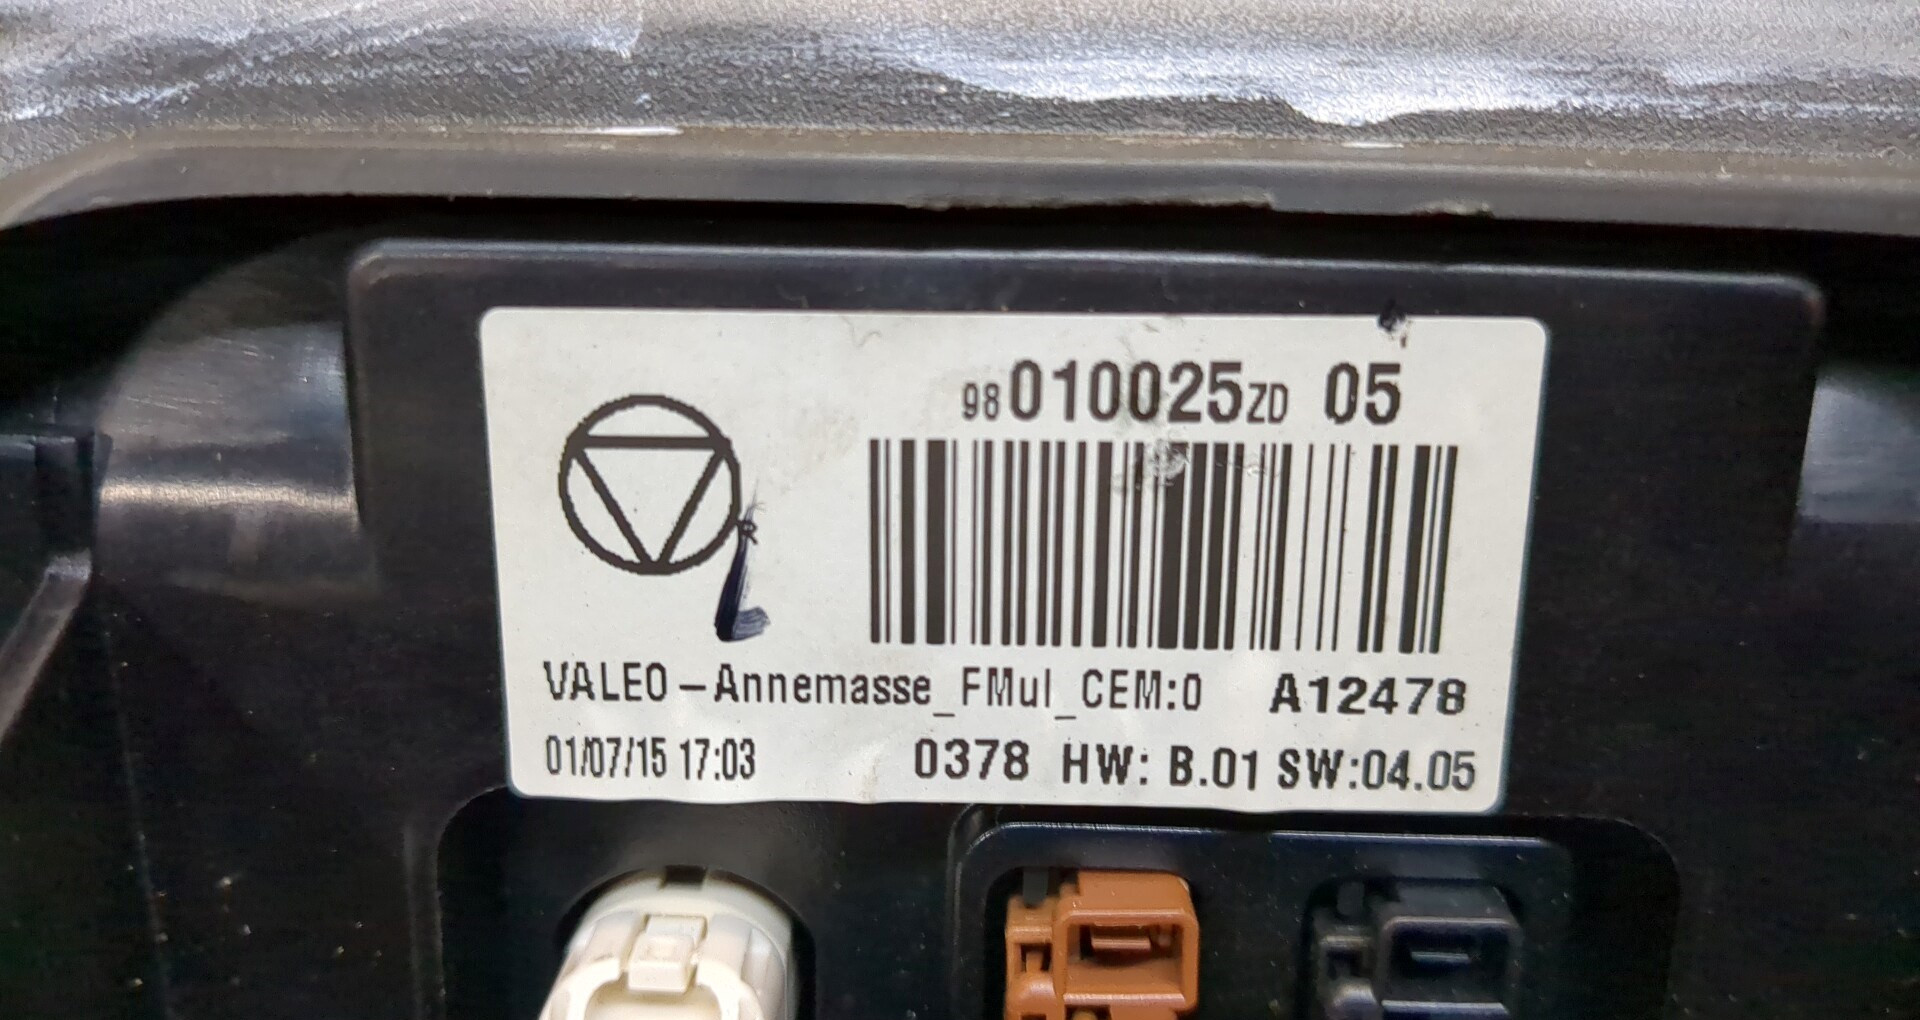 98010025ZD 05
VALEO-Annemasse_FMul_CEM:0 A12478
01/07/15 17:03 0378 HW: B.01 SW:04.05